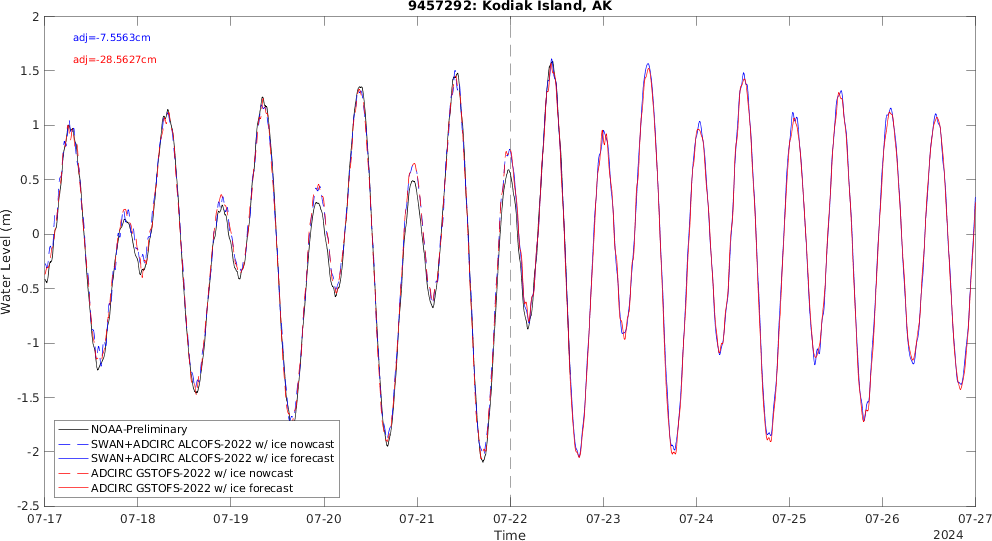 9457292: Kodiak Island, AK
adj=-7.5563cm
adj=-28.5627cm
2
1.5
1
0.5
0
-0.5
-1
-1.5
-2
-2.5
Water Level (m)
NOAA-Preliminary
SWAN+ADCIRC ALCOFS-2022 w/ ice nowcast
SWAN+ADCIRC ALCOFS-2022 w/ ice forecast
ADCIRC GSTOFS-2022 w/ ice nowcast
ADCIRC GSTOFS-2022 w/ ice forecast
07-17 07-18 07-19 07-20 07-21 07-22 07-23 07-24 07-25 07-26 07-27
Time
2024